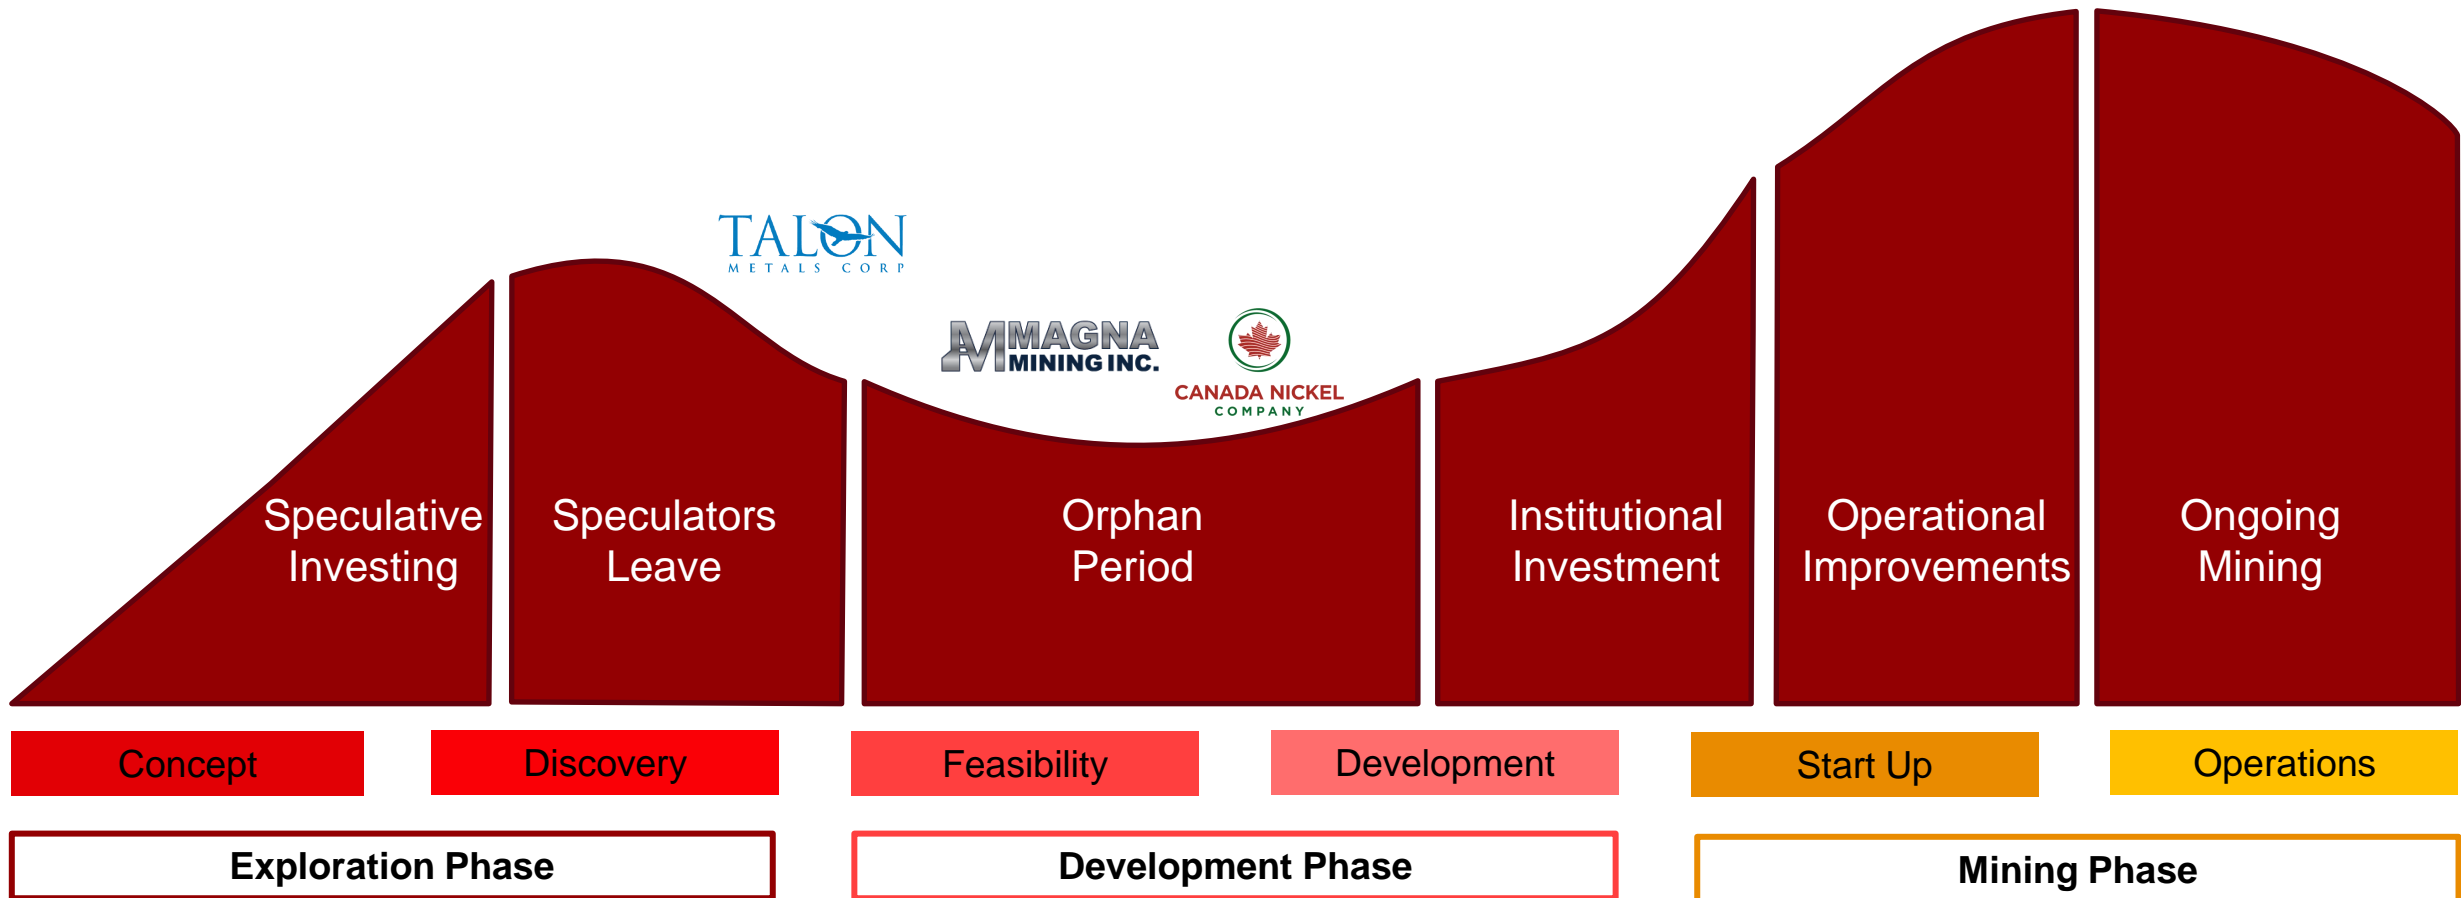 TALON
METALS CORP
MAGNA
MINING INC.
CANADA NICKEL
COMPANY
Speculative
Investing
Speculators
Leave
Orphan
Period
Institutional
Investment
Operational
Improvements
Ongoing
Mining
Concept
Discovery
Feasibility
Development
Start Up
Operations
Exploration Phase
Development Phase
Mining Phase